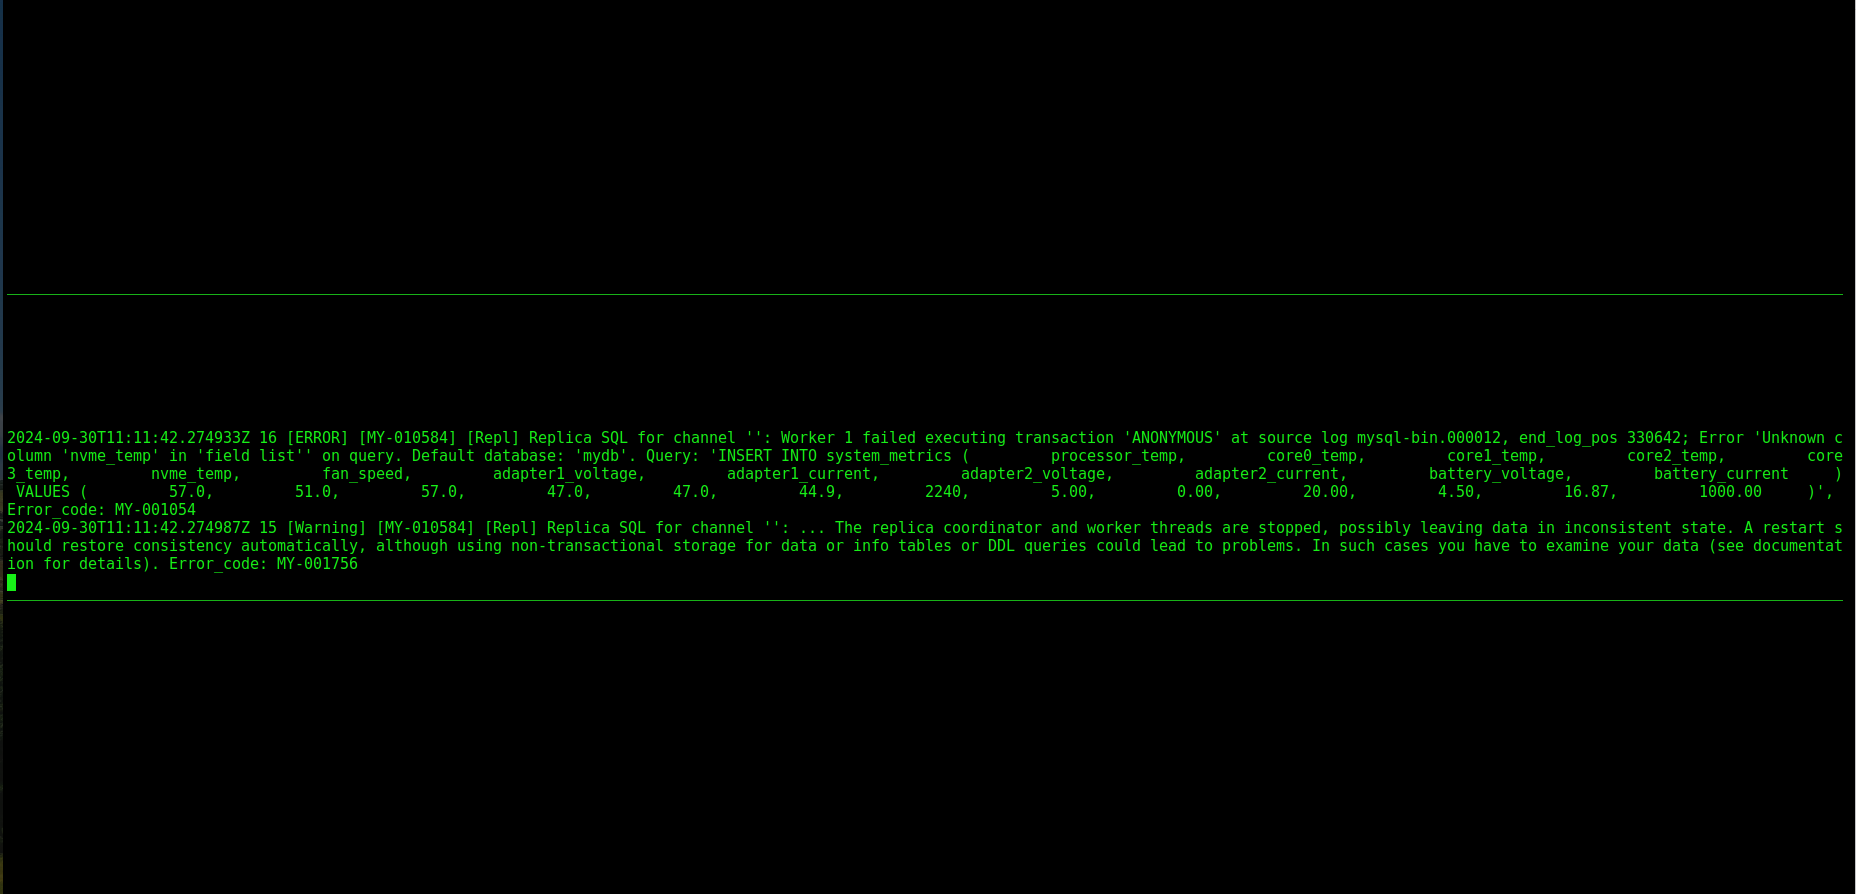 2024-09-30T11:11:42.274933Z 16 [ERROR] [MY-010584] [Repl] Replica SQL for channel '': Worker 1 failed executing transaction 'ANONYMOUS' at source log mysql-bin.000012, end_log_pos 330642; Error 'Unknown c
olumn 'nvme_temp' in 'field list'' on query. Default database: 'mydb'. Query: 'INSERT INTO system_metrics (         processor_temp,         core0_temp,         core1_temp,         core2_temp,         core
3_temp,         nvme_temp,         fan_speed,         adapter1_voltage,         adapter1_current,         adapter2_voltage,         adapter2_current,         battery_voltage,         battery_current     )
 VALUES (         57.0,         51.0,         57.0,         47.0,         47.0,         44.9,         2240,         5.00,         0.00,         20.00,         4.50,         16.87,         1000.00     )',
Error_code: MY-001054
2024-09-30T11:11:42.274987Z 15 [Warning] [MY-010584] [Repl] Replica SQL for channel '': ... The replica coordinator and worker threads are stopped, possibly leaving data in inconsistent state. A restart s
hould restore consistency automatically, although using non-transactional storage for data or info tables or DDL queries could lead to problems. In such cases you have to examine your data (see documentat
ion for details). Error_code: MY-001756